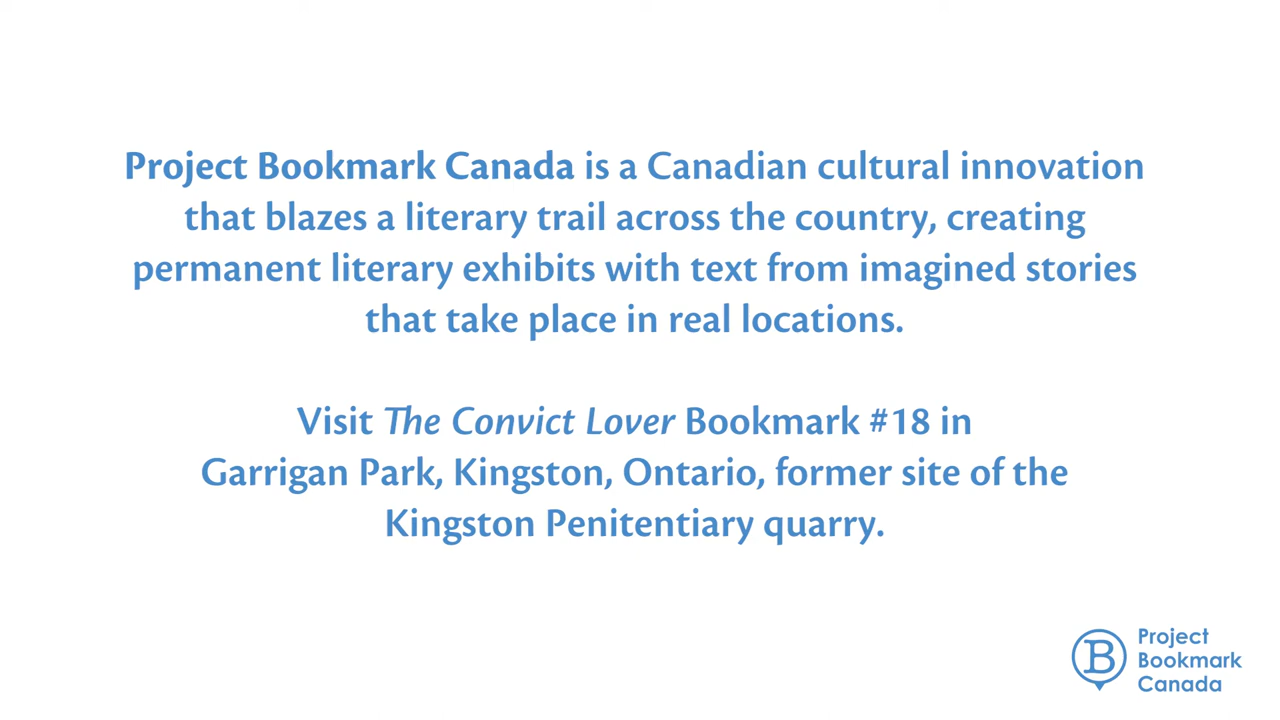 Project Bookmark Canada is a Canadian cultural innovation
that blazes a literary trail across the country, creating
permanent literary exhibits with text from imagined stories
that take place in real locations.
Visit The Convict Lover Bookmark #18 in
Garrigan Park, Kingston, Ontario, former site of the
Kingston Penitentiary quarry.
B
Project
Bookmark
Canada